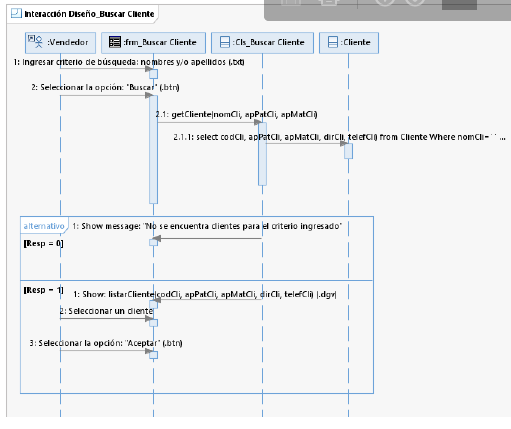 Interacción Diseño_Buscar Cliente
:Vendedor
:frm_Buscar Cliente
:Cls_Buscar Cliente
:Cliente
1: Ingresar criterio de búsqueda: nombres y/o apellidos (.txt)
2: Seleccionar la opción: "Buscar" (.btn)
2.1: getCliente(nomCli, apPatCli, apMatCli)
2.1.1: select codCli, apPatCli, apMatCli, dirCli, telefCli) from Cliente Where nomCli=´´...
alternativo
1: Show message: "No se encuentra clientes para el criterio ingresado"
[Resp = 0]
[Resp = 1]
1: Show: listarCliente(codCli, apPatCli, apMatCli, dirCli, telefCli) (.dgv)
2: Seleccionar un cliente
3: Seleccionar la opción: "Aceptar" (.btn)